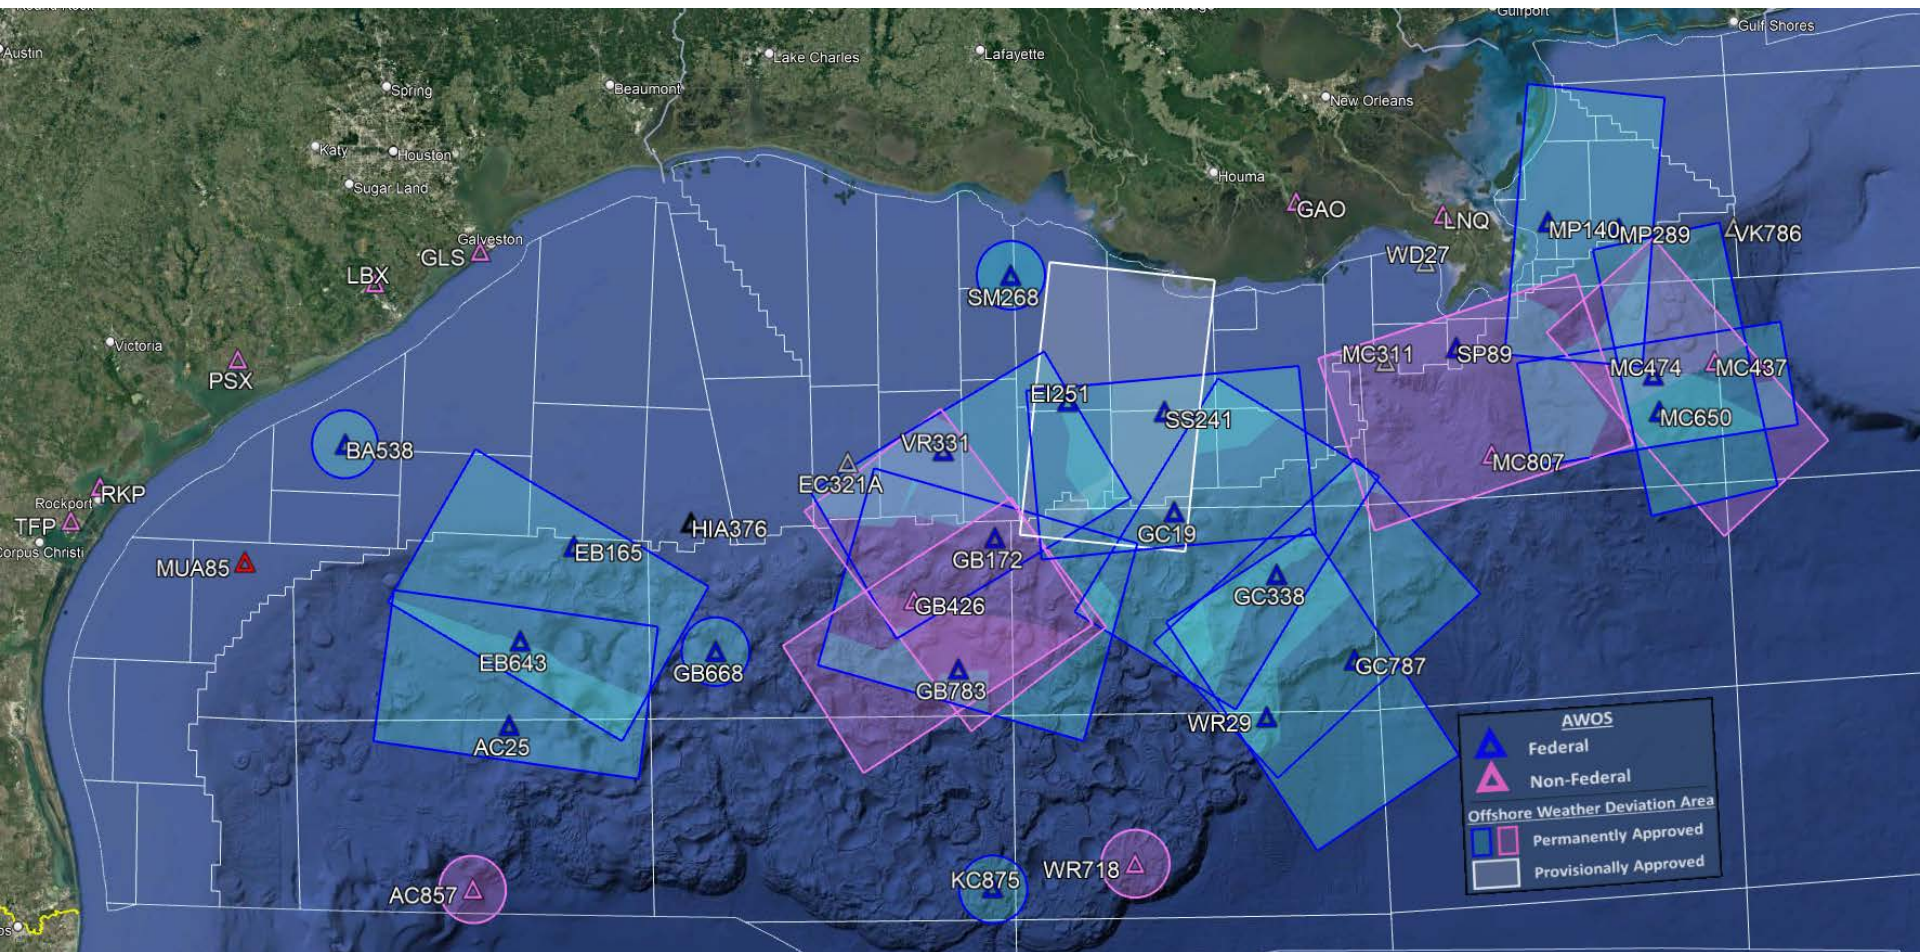 Gulfport
Gulf Shores
Austin
Lake Charles
Lafayette
Spring
Beaumont
New Orleans
Katy
Houston
Sugar Land
Houma
GAO
LNQ
Galveston
GLS
MP140
MP289
VK786
WD27
LBX
SM268
Victoria
PSX
MC311
SP89
MC474
MC437
EI251
SS241
MC650
BA538
VR331
MC807
EC321A
RKP
Rockport
TFP
HIA376
GC19
Corpus Christi
MUA85
EB165
GB172
GC338
GB426
EB643
GB668
GC787
GB783
WR29
AC25
AWOS
Federal
Non-Federal
Offshore Weather Deviation Area
Permanently Approved
Provisionally Approved
KC875
WR718
AC857